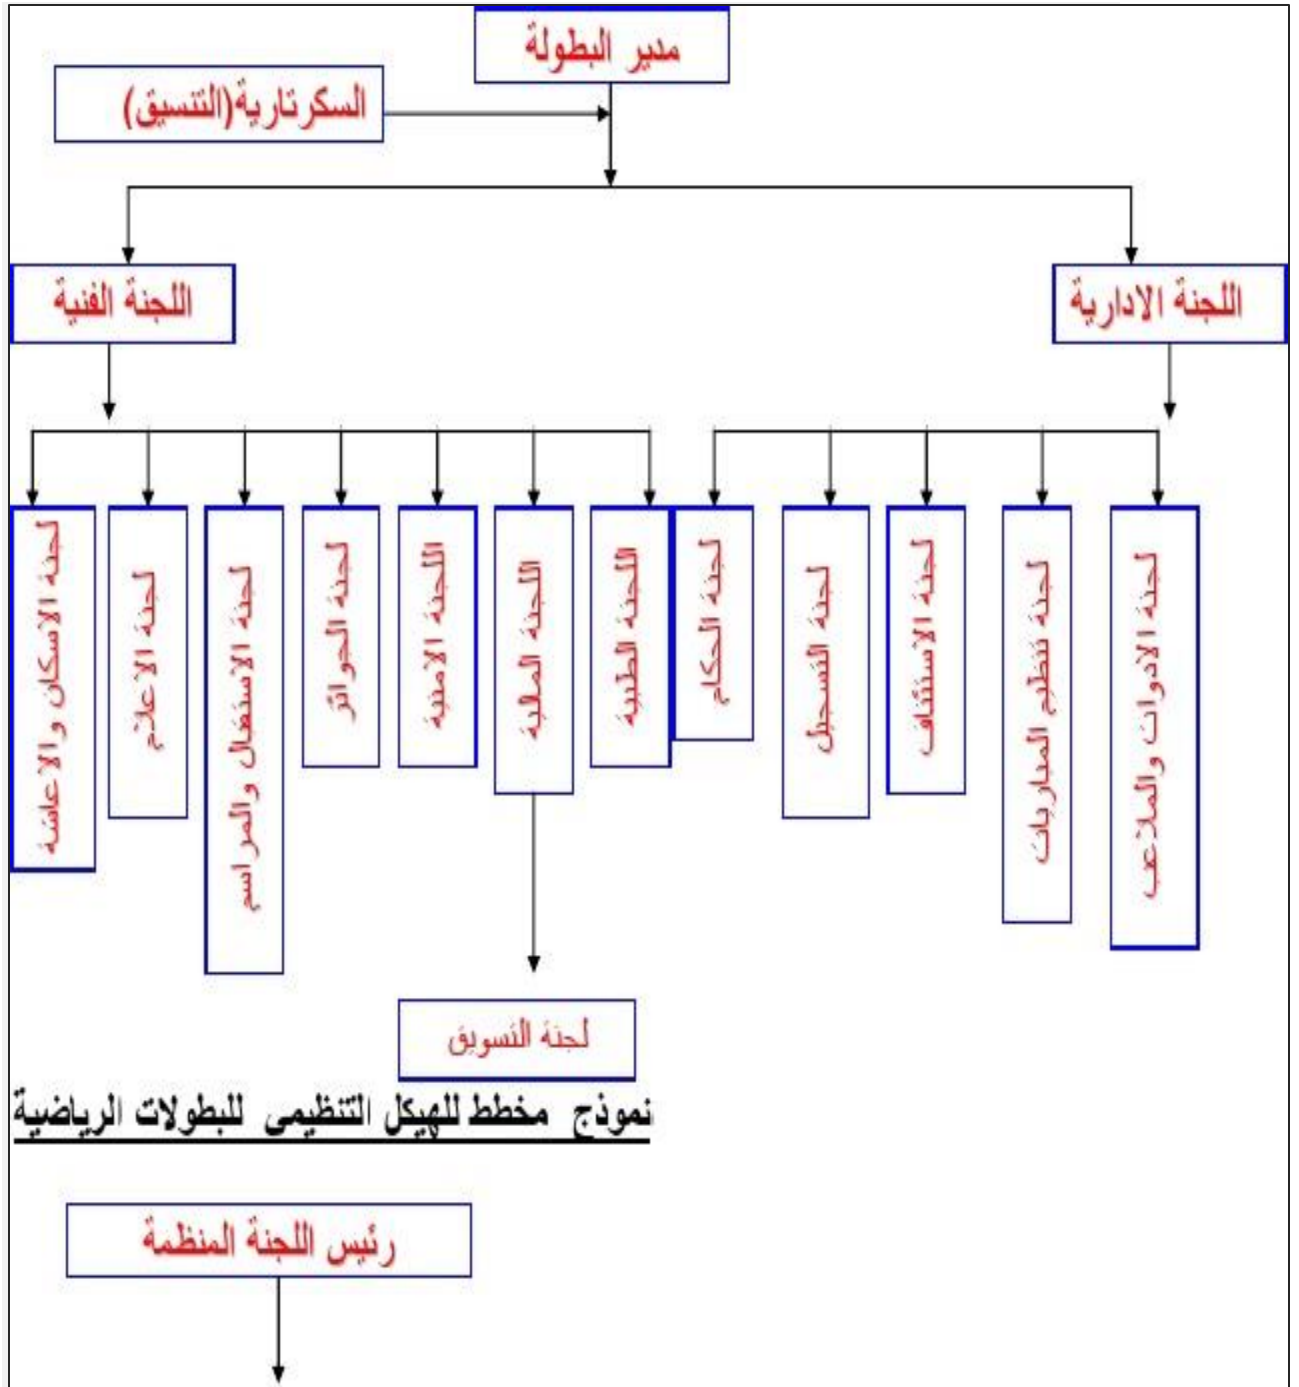 مدير البطولة
السكرتارية(التنسيق)
اللجنة الادارية
اللجنة الفنية
لجنة الادوات والملاعب
لجنة تنظيم المباريات
لجنة الاستئناف
لجنة التسجيل
لجنة الحكام
اللجنة الطبية
اللجنة المالية
اللجنة الامنية
لجنة الجوائز
لجنة الاستقبال والمراسم
لجنة الاعلام
لجنة الاسكان والاعاشة
لجنة التسويق
نموذج مخطط للهيكل التنظيمى للبطولات الرياضية
رئيس اللجنة المنظمة